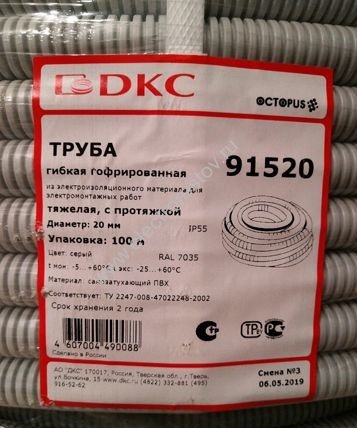 DKC
OCTOPUS
ТРУБА
гибкая гофрированная
91520
из электроизоляционного материала для
электромонтажных работ
тяжелая, с протяжкой
Диаметр: 20 мм
IP55
Упаковка: 100 м
Цвет: серый
RAL 7035
t мон: -5... +60°C t экс: -25...+60°C
Материал: самозатухающий ПВХ
Соответствует: ТУ 2247-008-47022248-2002
Срок хранения 2 года
4 607004 490088
Сделано в России
АО "ДКС" 170017, Россия, Тверская обл., г.Тверь,
ул.Бочкина, 15 www.dkc.ru (4822) 332-881 (495)
916-52-62
Смена №3
06.05.2019